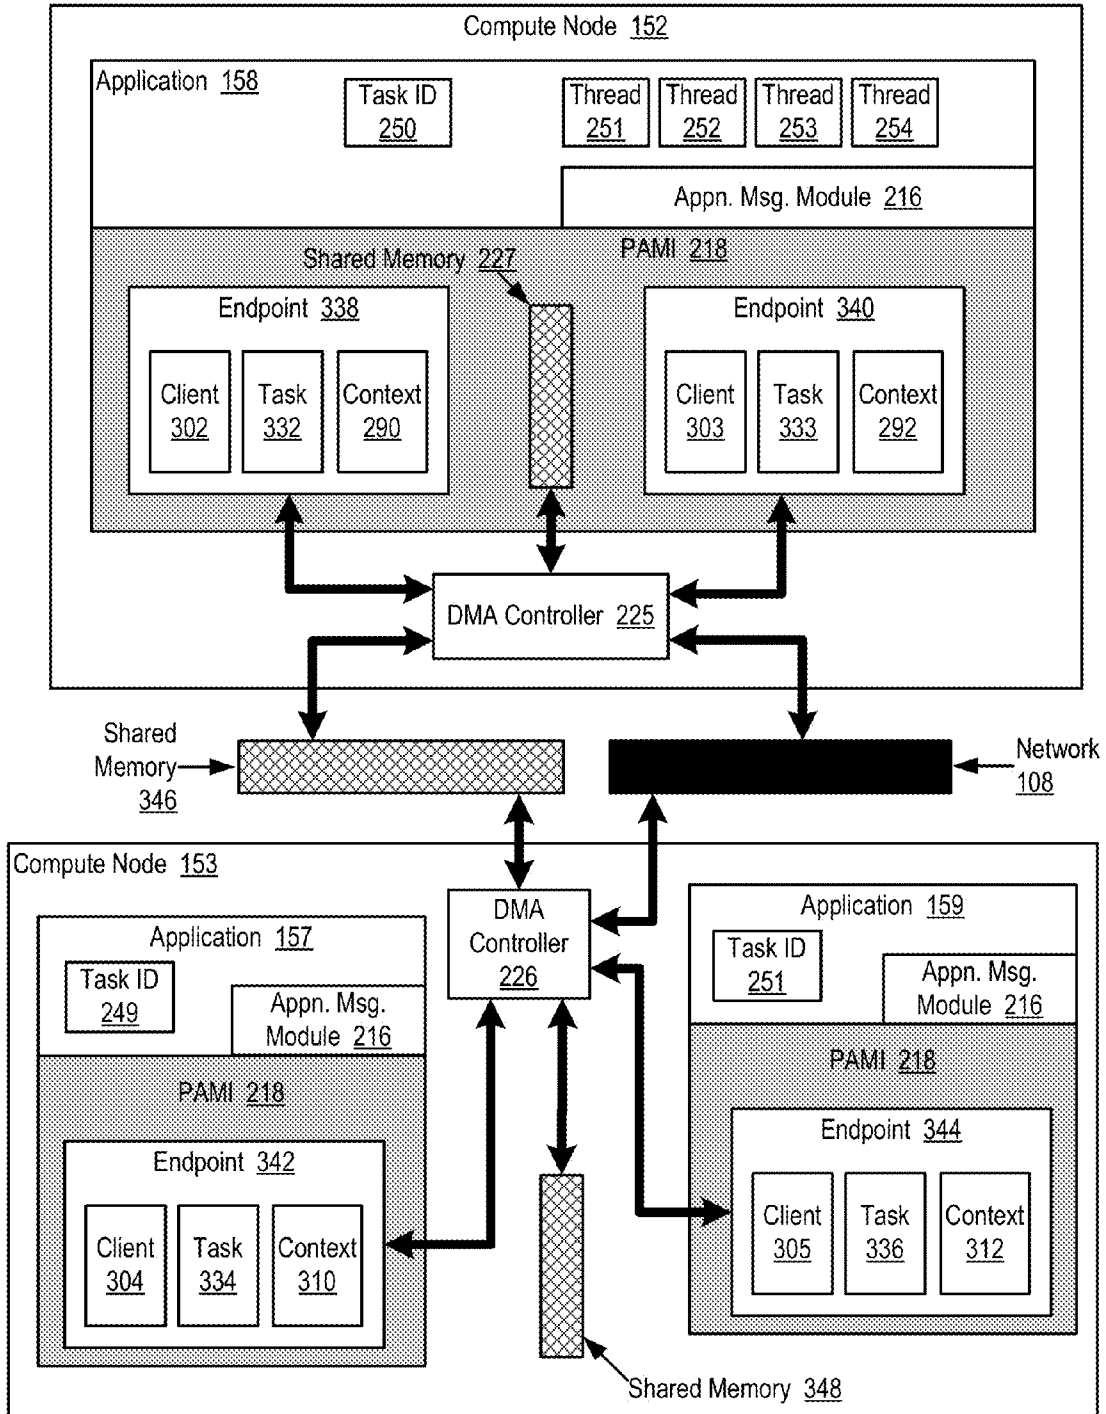 Compute Node 152
Application 158
Task ID
250
Thread
251
Thread
252
Thread
253
Thread
254
Appn. Msg. Module 216
PAMI 218
Shared Memory 227
Endpoint 338
Client
302
Task
332
Context
290
Endpoint 340
Client
303
Task
333
Context
292
DMA Controller 225
Shared
Memory
346
Network
108
Compute Node 153
DMA
Controller
226
Application 157
Task ID
249
Appn. Msg.
Module 216
PAMI 218
Endpoint 342
Client
304
Task
334
Context
310
Application 159
Task ID
251
Appn. Msg.
Module 216
PAMI 218
Endpoint 344
Client
305
Task
336
Context
312
Shared Memory 348